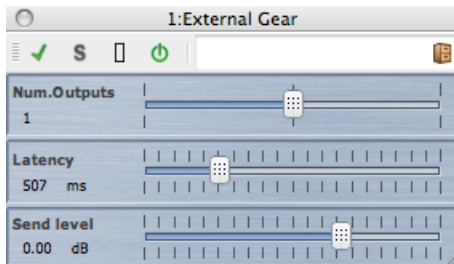 1:External Gear
S
Num.Outputs
1
Latency
507 ms
Send level
0.00 dB